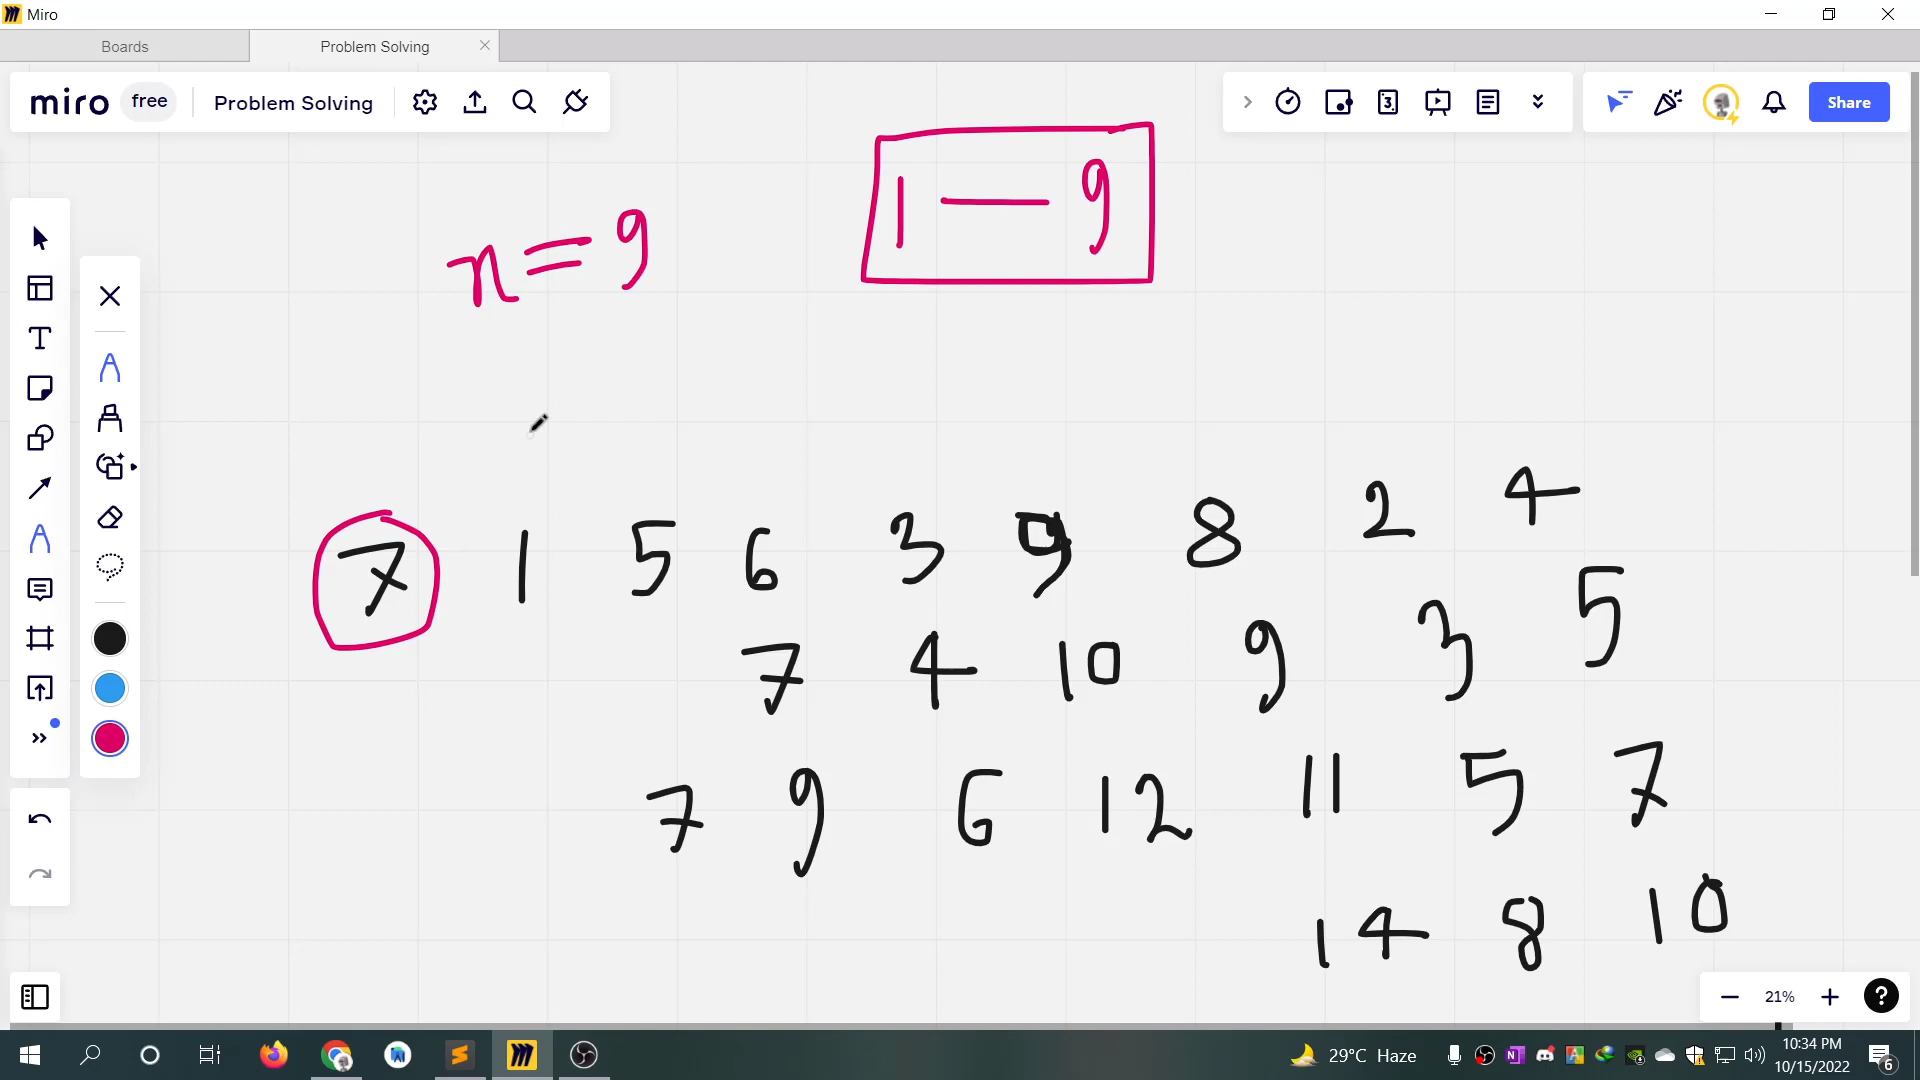 Miro
Boards
Problem Solving
miro free Problem Solving
3
Share
n = 9
1 — 9
7 1 5 6 3 9 8 2 4
7 4 10 9 3 5
7 9 6 12 11 5 7
14 8 10
21%
?
29°C Haze
10:34 PM
10/15/2022
6